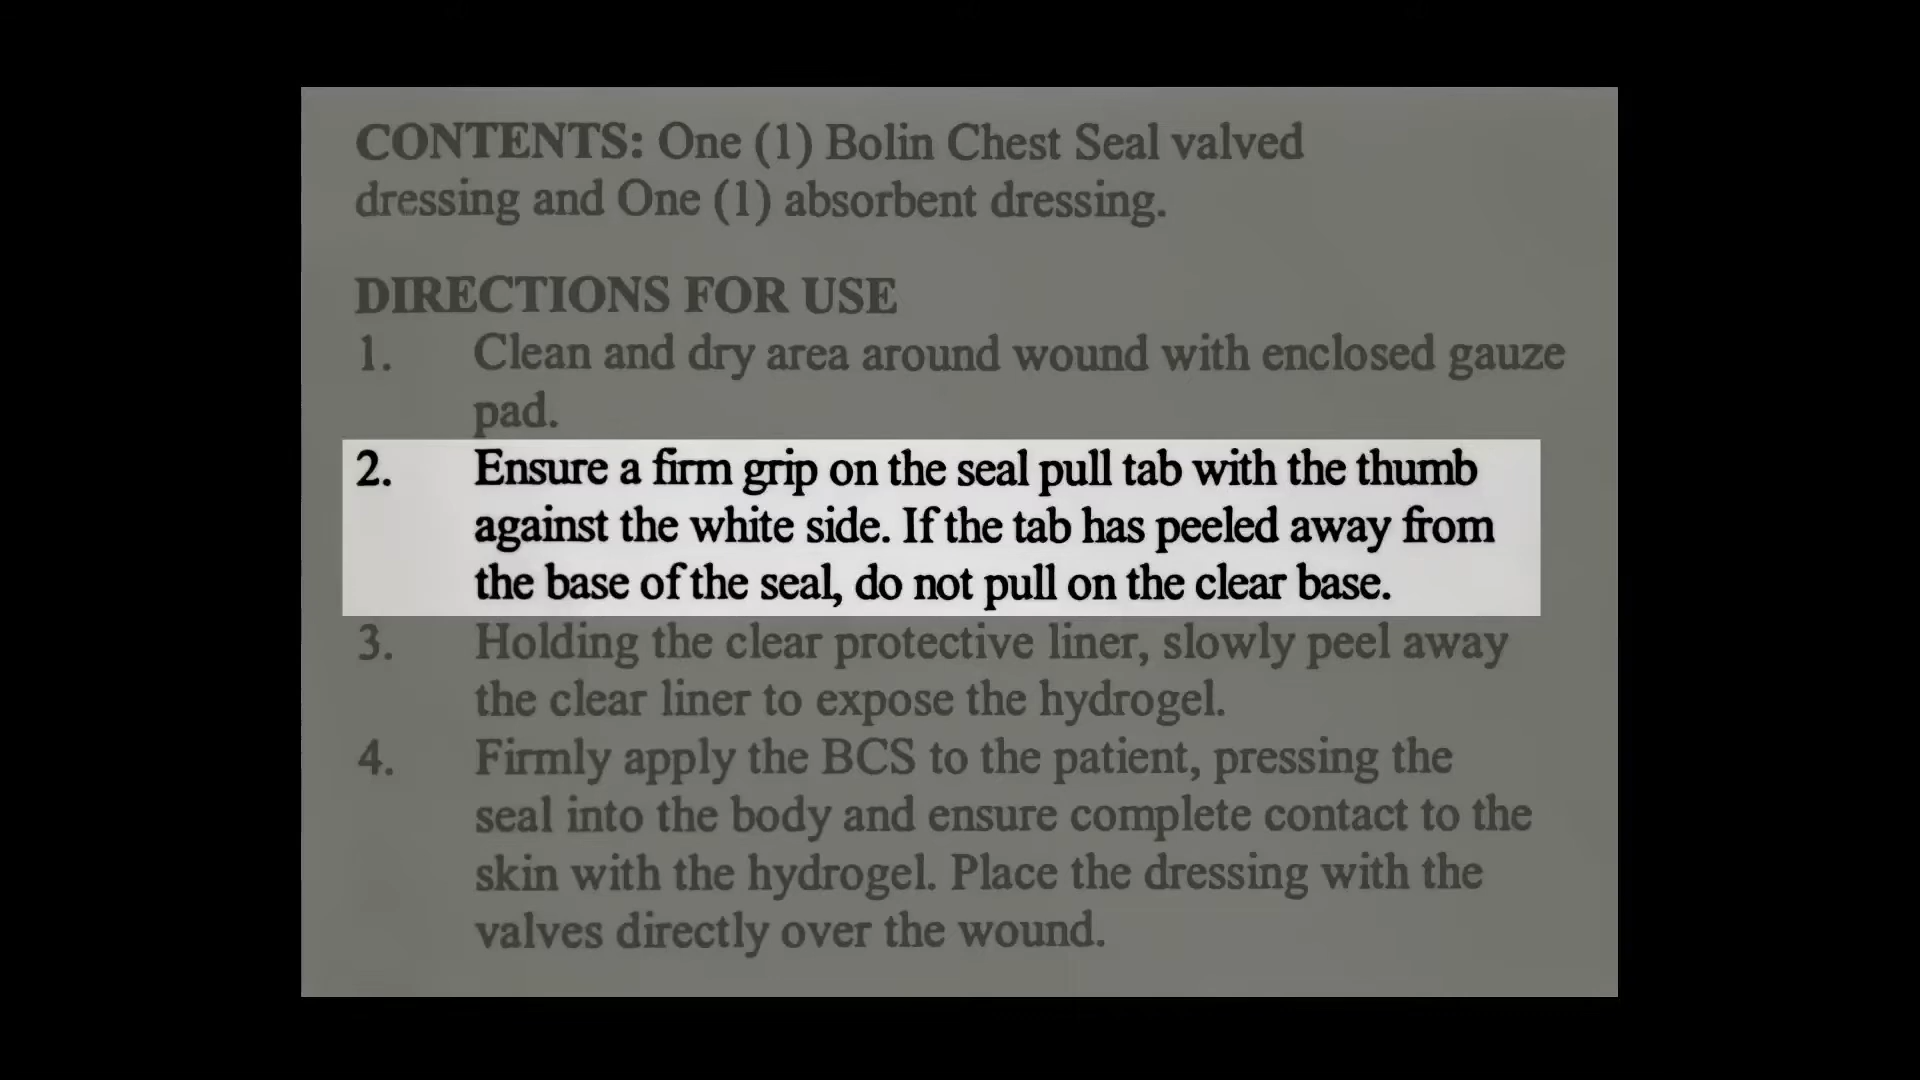 CONTENTS: One (1) Bolin Chest Seal valved
dressing and One (1) absorbent dressing.
DIRECTIONS FOR USE
1. Clean and dry area around wound with enclosed gauze
pad.
2. Ensure a firm grip on the seal pull tab with the thumb
against the white side. If the tab has peeled away from
the base of the seal, do not pull on the clear base.
3. Holding the clear protective liner, slowly peel away
the clear liner to expose the hydrogel.
4. Firmly apply the BCS to the patient, pressing the
seal into the body and ensure complete contact to the
skin with the hydrogel. Place the dressing with the
valves directly over the wound.